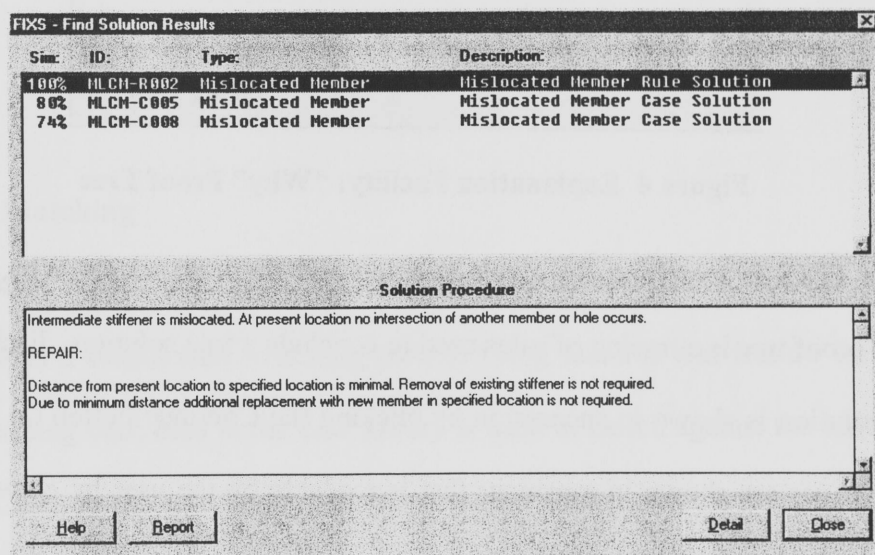 FIXS - Find Solution Results
Sim: ID: Type: Description:
100% MLCM-R002 Mislocated Member Mislocated Member Rule Solution
80% MLCM-C005 Mislocated Member Mislocated Member Case Solution
74% MLCM-C008 Mislocated Member Mislocated Member Case Solution
Solution Procedure
Intermediate stiffener is mislocated. At present location no intersection of another member or hole occurs.
REPAIR:
Distance from present location to specified location is minimal. Removal of existing stiffener is not required.
Due to minimum distance additional replacement with new member in specified location is not required.
Help Report Detail Close